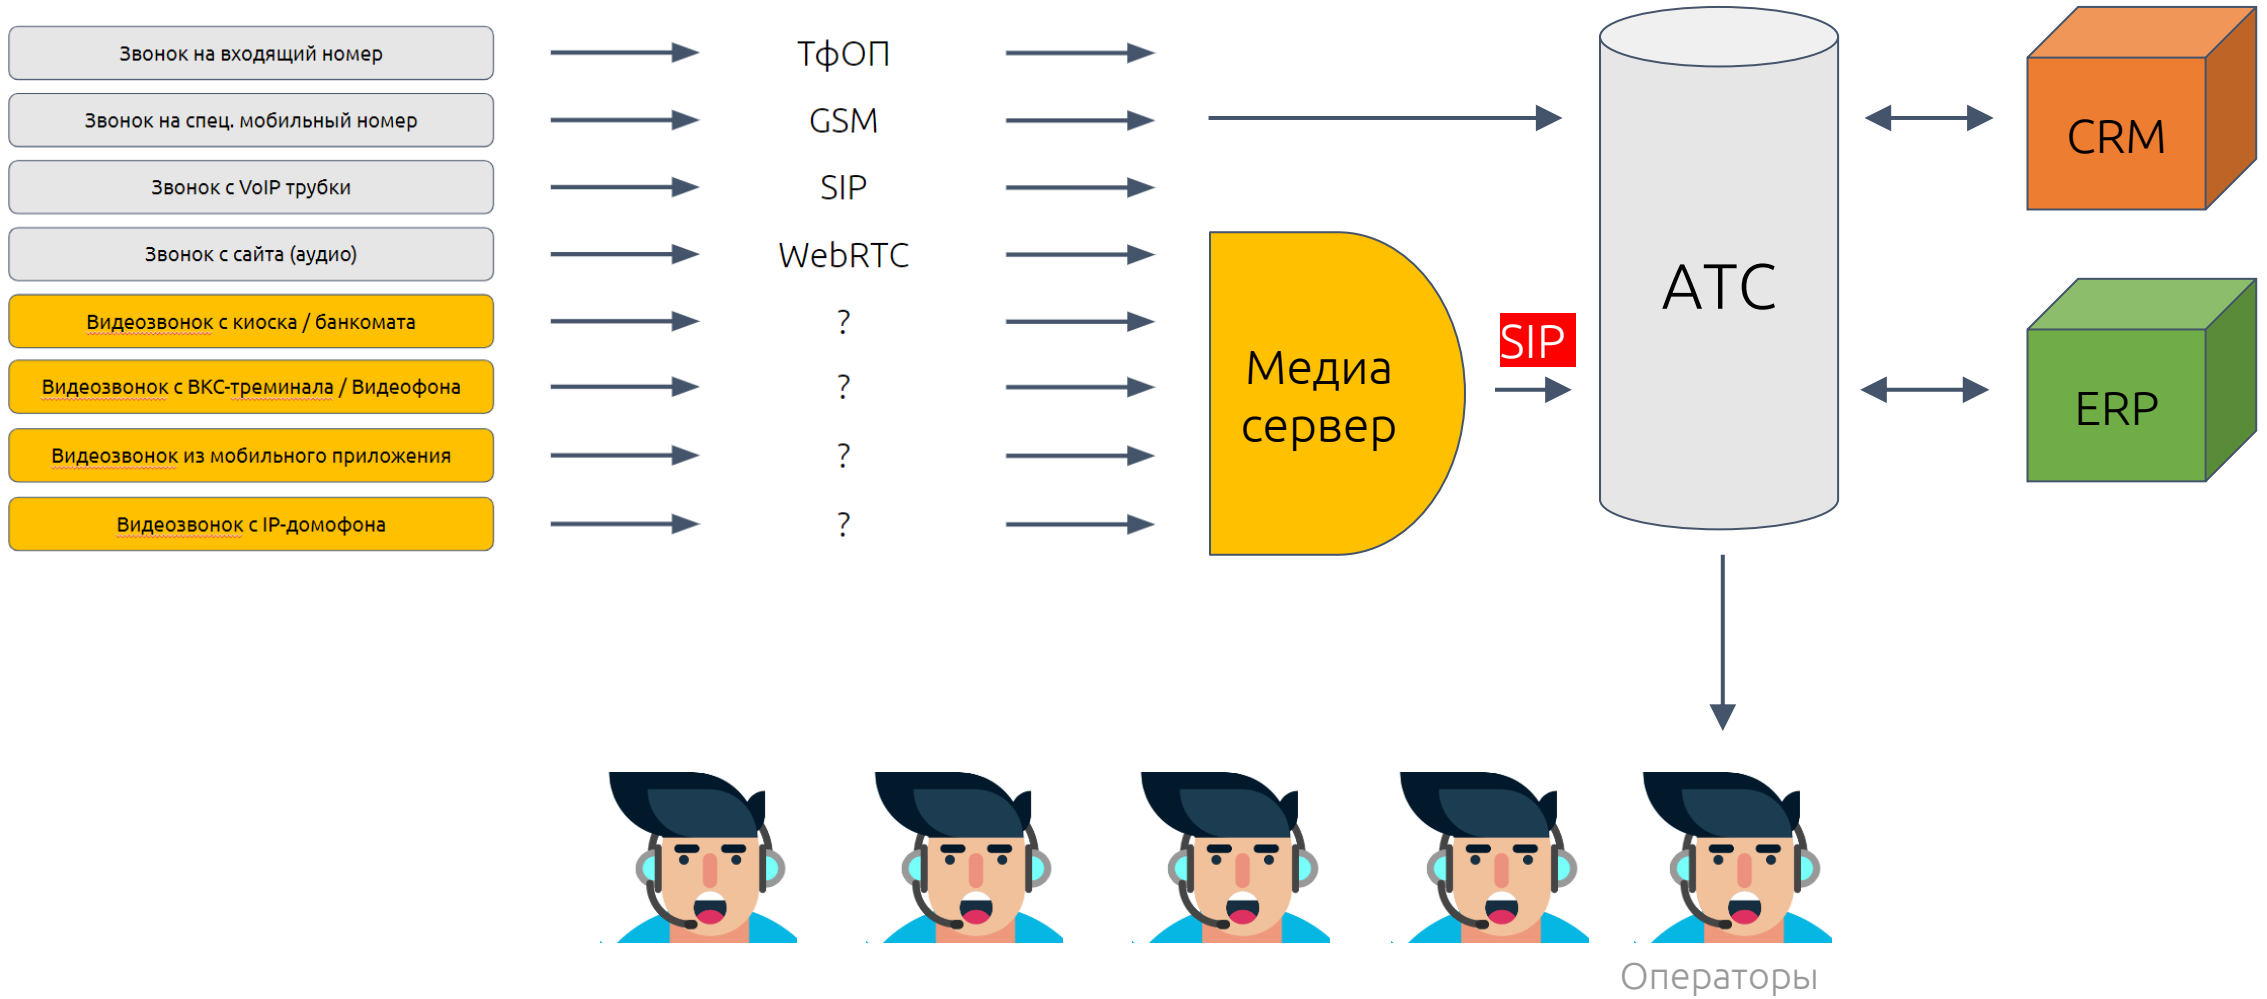 Звонок на входящий номер
ТфОП
Звонок на спец. мобильный номер
GSM
Звонок с VoIP трубки
SIP
Звонок с сайта (аудио)
WebRTC
Видеозвонок с киоска / банкомата
?
Видеозвонок с ВКС-треминала / Видеофона
?
Видеозвонок из мобильного приложения
?
Видеозвонок с IP-домофона
?
Медиа
сервер
SIP
АТС
CRM
ERP
Операторы